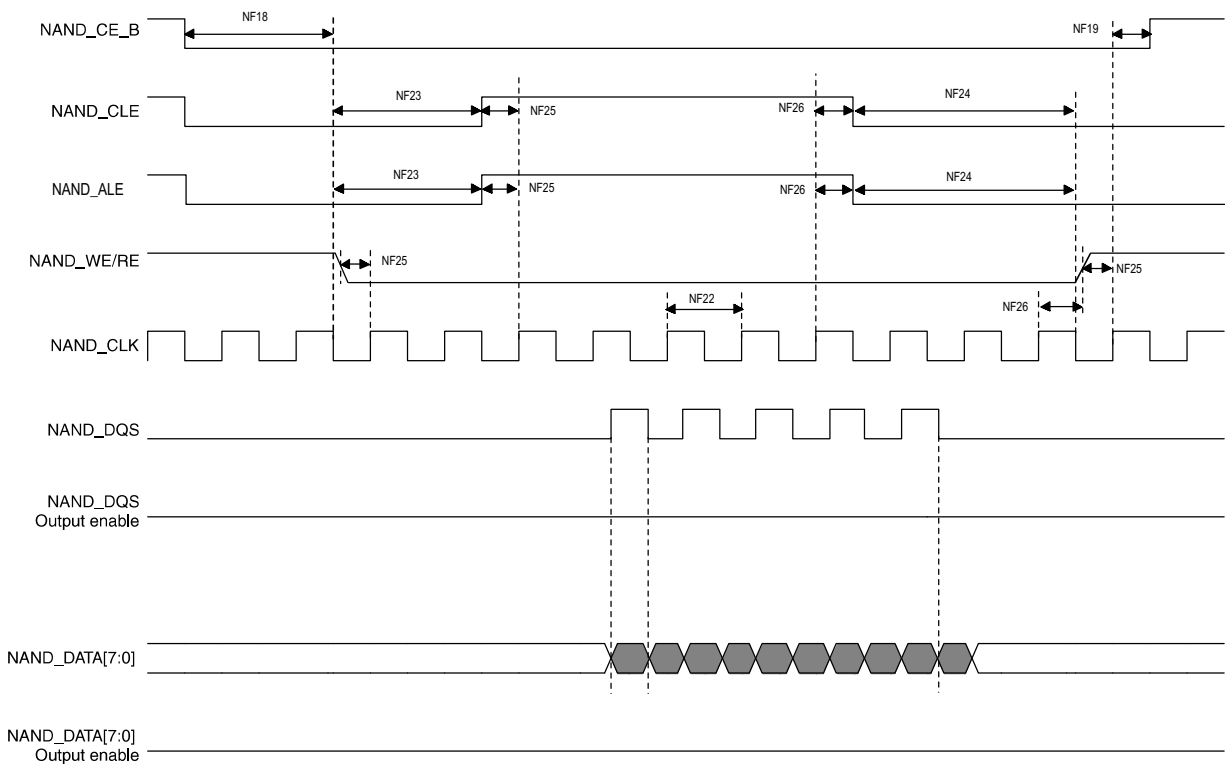 NF18
NF19
NAND_CE_B
NF23
NF25
NF26
NF24
NAND_CLE
NF23
NF25
NF26
NF24
NAND_ALE
NAND_WE/RE
NF25
NF25
NF22
NF26
NAND_CLK
NAND_DQS
NAND_DQS
Output enable
NAND_DATA[7:0]
NAND_DATA[7:0]
Output enable